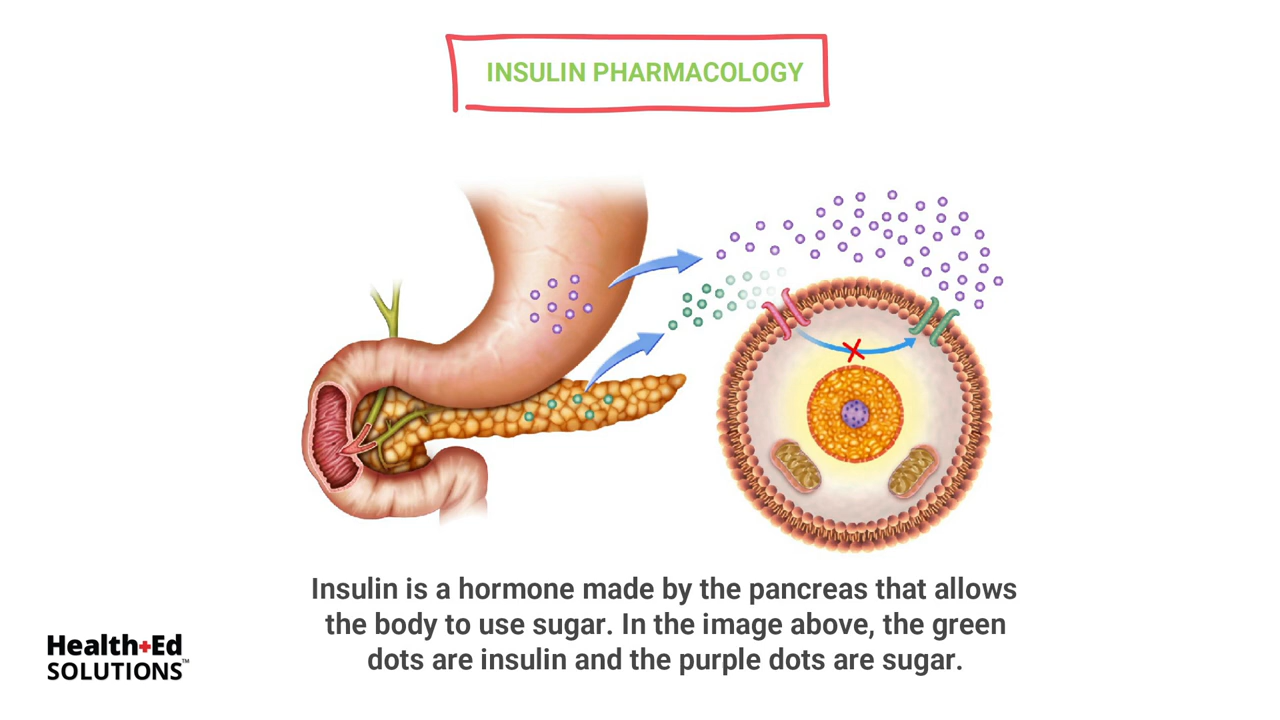 INSULIN PHARMACOLOGY
Insulin is a hormone made by the pancreas that allows
the body to use sugar. In the image above, the green
dots are insulin and the purple dots are sugar.
Health+Ed
SOLUTIONS™